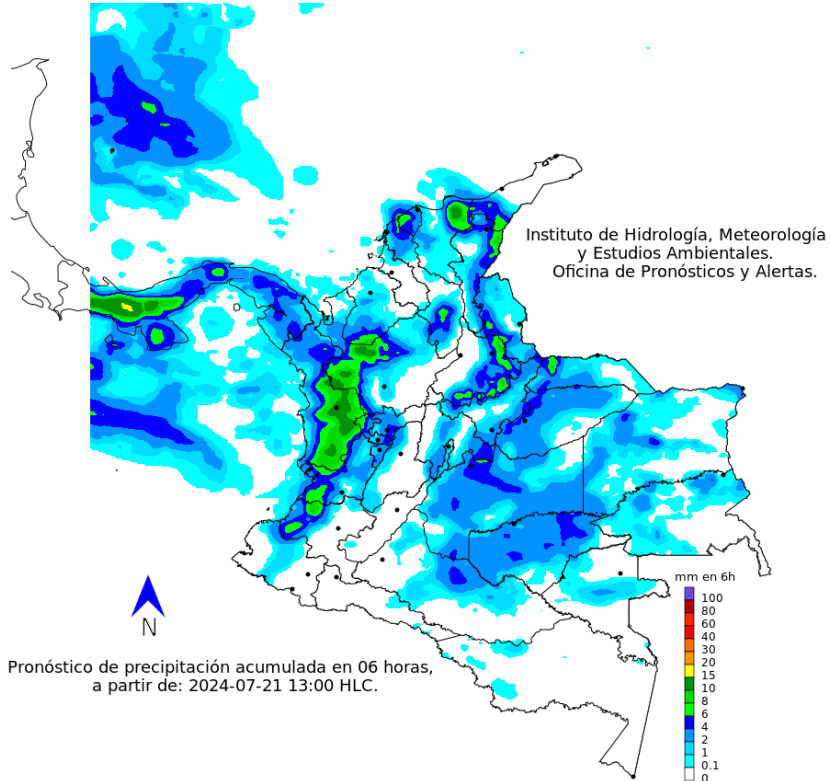 Instituto de Hidrología, Meteorología
y Estudios Ambientales.
Oficina de Pronósticos y Alertas.
mm en 6h
100
80
60
40
30
20
15
10
8
6
4
2
1
0.1
0
N
Pronóstico de precipitación acumulada en 06 horas,
a partir de: 2024-07-21 13:00 HLC.